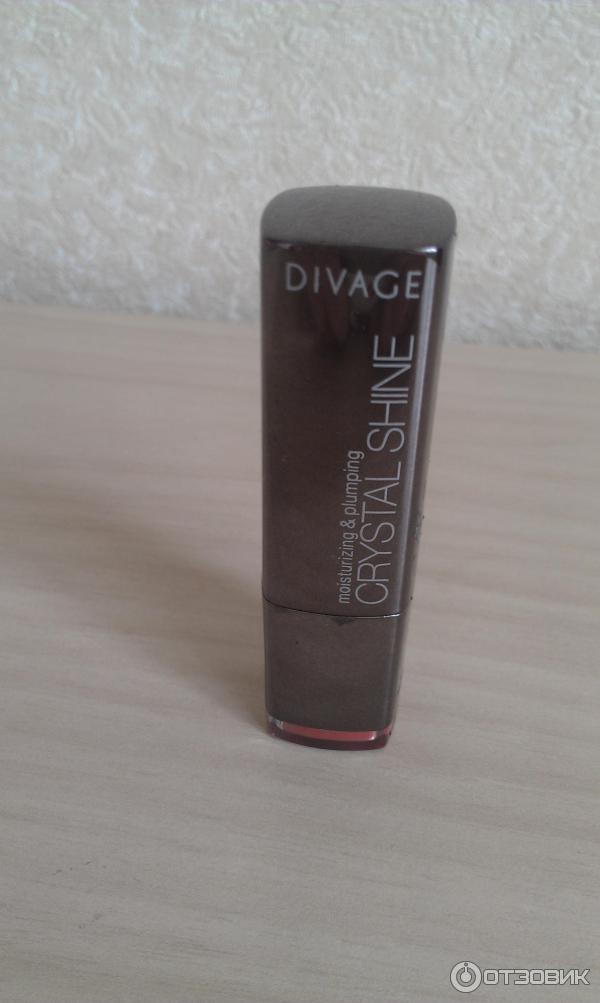 DIVAGE
moisturizing & plumping
CRYSTAL SHINE
ОТЗОВИК